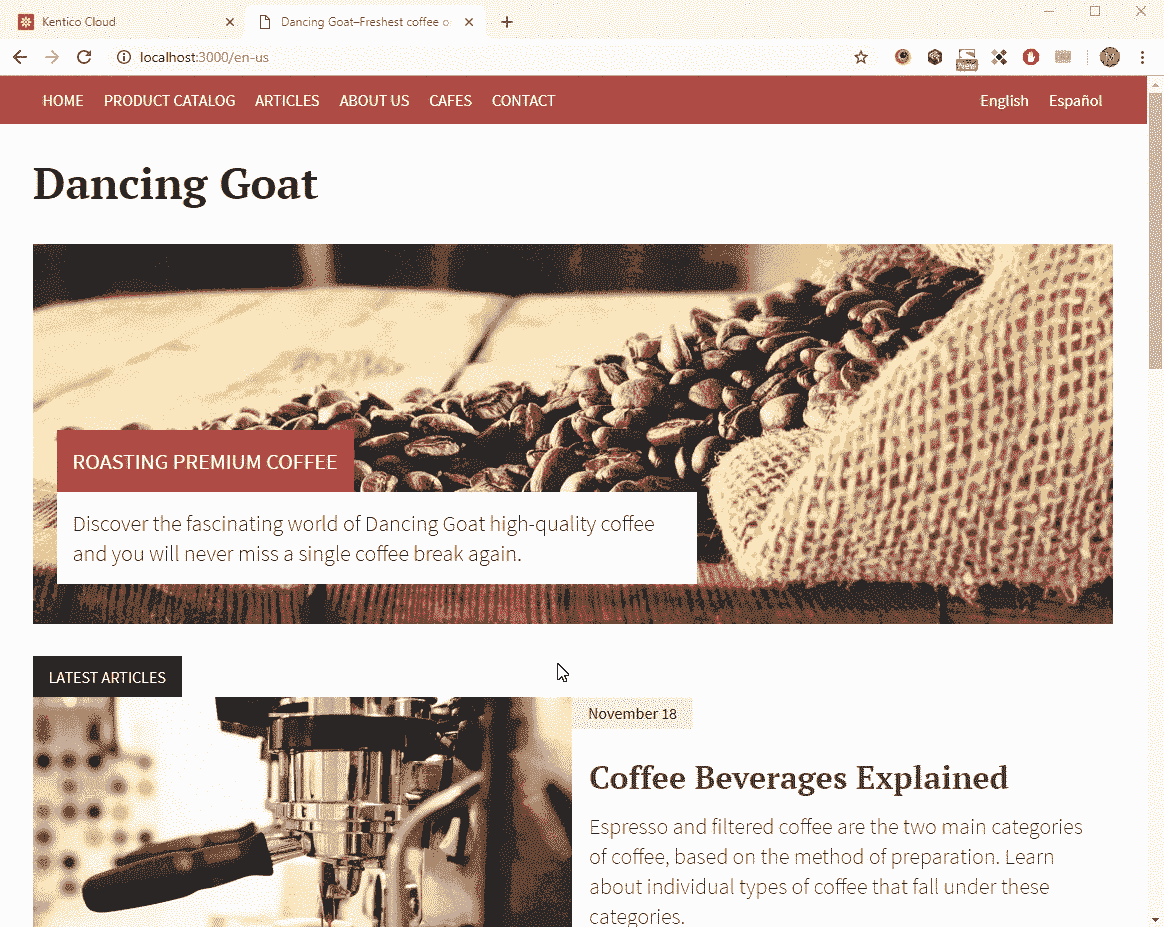 Kentico Cloud
Dancing Goat–Freshest coffee o
localhost:3000/en-us
New
HOME PRODUCT CATALOG ARTICLES ABOUT US CAFES CONTACT English Español
Dancing Goat
ROASTING PREMIUM COFFEE
Discover the fascinating world of Dancing Goat high-quality coffee
and you will never miss a single coffee break again.
LATEST ARTICLES
November 18
Coffee Beverages Explained
Espresso and filtered coffee are the two main categories
of coffee, based on the method of preparation. Learn
about individual types of coffee that fall under these
categories.